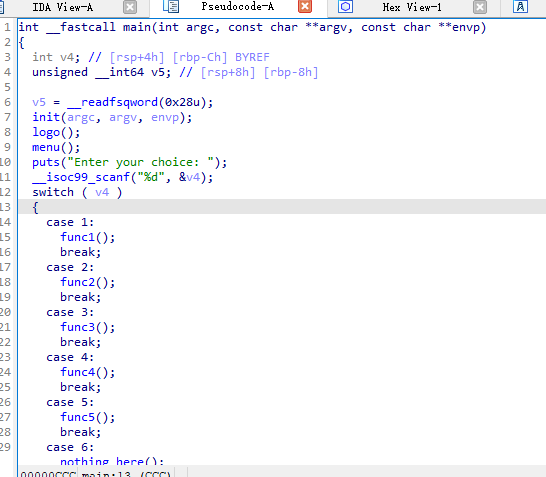 IDA View-A Pseudocode-A Hex View-1
1 int __fastcall main(int argc, const char **argv, const char **envp)
2 {
3 int v4; // [rsp+4h] [rbp-Ch] BYREF
4 unsigned __int64 v5; // [rsp+8h] [rbp-8h]
5
6 v5 = __readfsqword(0x28u);
7 init(argc, argv, envp);
8 logo();
9 menu();
10 puts("Enter your choice: ");
11 __isoc99_scanf("%d", &v4);
12 switch ( v4 )
13 {
14 case 1:
15 func1();
16 break;
17 case 2:
18 func2();
19 break;
20 case 3:
21 func3();
22 break;
23 case 4:
24 func4();
25 break;
26 case 5:
27 func5();
28 break;
29 case 6:
nothing_here();
00000CCC main:13 (CCC)